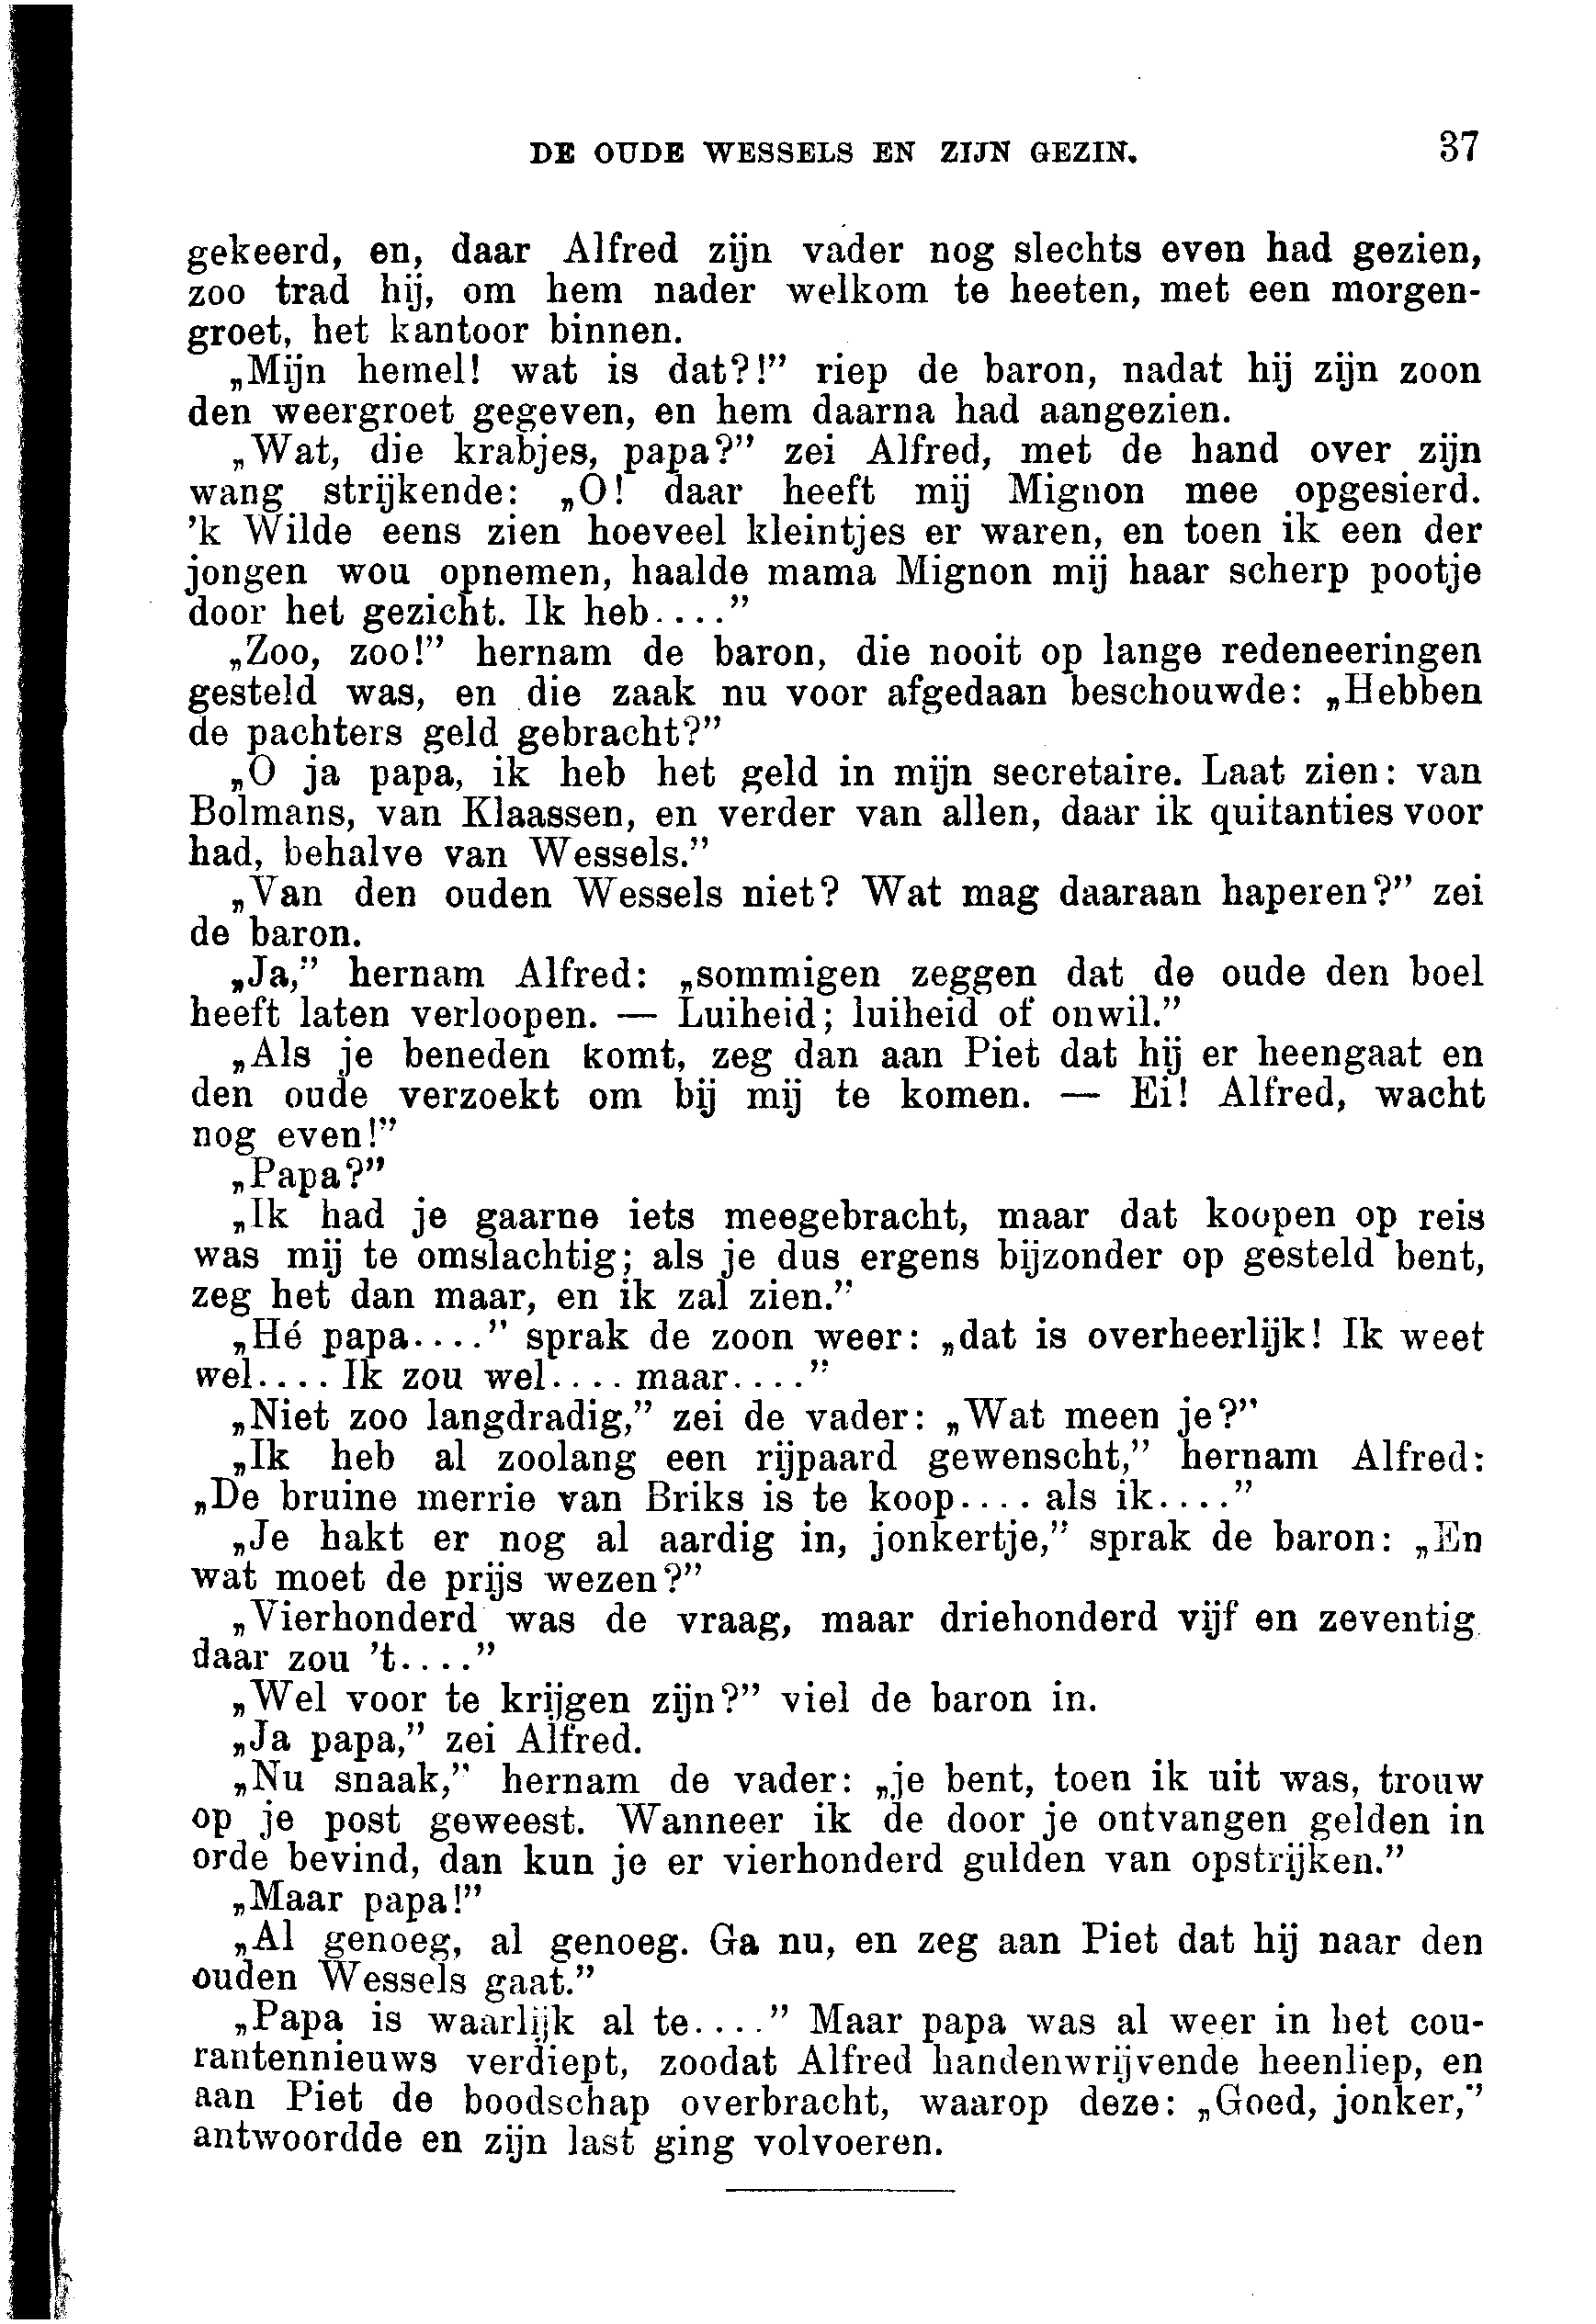 DE OUDE WESSELS EN ZIJN GEZIN. 37
gekeerd, en, daar Alfred zijn vader nog slechts even had gezien,
zoo trad hij, om hem nader welkom te heeten, met een morgen-
groet, het kantoor binnen.
„Mijn hemel! wat is dat?!” riep de baron, nadat hij zijn zoon
den weergroet gegeven, en hem daarna had aangezien.
„Wat, die krabjes, papa?” zei Alfred, met de hand over zijn
wang strijkende: „O! daar heeft mij Mignon mee opgesierd.
’k Wilde eens zien hoeveel kleintjes er waren, en toen ik een der
jongen wou opnemen, haalde mama Mignon mij haar scherp pootje
door het gezicht. Ik heb....”
„Zoo, zoo!” hernam de baron, die nooit op lange redeneeringen
gesteld was, en die zaak nu voor afgedaan beschouwde: „Hebben
de pachters geld gebracht?”
„O ja papa, ik heb het geld in mijn secretaire. Laat zien: van
Bolmans, van Klaassen, en verder van allen, daar ik quitanties voor
had, behalve van Wessels.”
„Van den ouden Wessels niet? Wat mag daaraan haperen?” zei
de baron.
„Ja,” hernam Alfred: „sommigen zeggen dat de oude den boel
heeft laten verloopen. — Luiheid; luiheid of onwil.”
„Als je beneden komt, zeg dan aan Piet dat hij er heengaat en
den oude verzoekt om bij mij te komen. — Ei! Alfred, wacht
nog even!”
„Papa?”
„Ik had je gaarne iets meegebracht, maar dat koopen op reis
was mij te omslachtig; als je dus ergens bijzonder op gesteld bent,
zeg het dan maar, en ik zal zien.”
„Hé papa....” sprak de zoon weer: „dat is overheerlijk! Ik weet
wel.... Ik zou wel.... maar....”
„Niet zoo langdradig,” zei de vader: „Wat meen je?”
„Ik heb al zoolang een rijpaard gewenscht,” hernam Alfred:
„De bruine merrie van Briks is te koop.... als ik....”
„Je hakt er nog al aardig in, jonkertje,” sprak de baron: „En
wat moet de prijs wezen?”
„Vierhonderd was de vraag, maar driehonderd vijf en zeventig
daar zou ’t....”
„Wel voor te krijgen zijn?” viel de baron in.
„Ja papa,” zei Alfred.
„Nu snaak,” hernam de vader: „je bent, toen ik uit was, trouw
op je post geweest. Wanneer ik de door je ontvangen gelden in
orde bevind, dan kun je er vierhonderd gulden van opstrijken.”
„Maar papa!”
„Al genoeg, al genoeg. Ga nu, en zeg aan Piet dat hij naar den
ouden Wessels gaat.”
„Papa is waarlijk al te....” Maar papa was al weer in het cou-
rantennieuws verdiept, zoodat Alfred handenwrijvende heenliep, en
aan Piet de boodschap overbracht, waarop deze: „Goed, jonker,”
antwoordde en zijn last ging volvoeren.